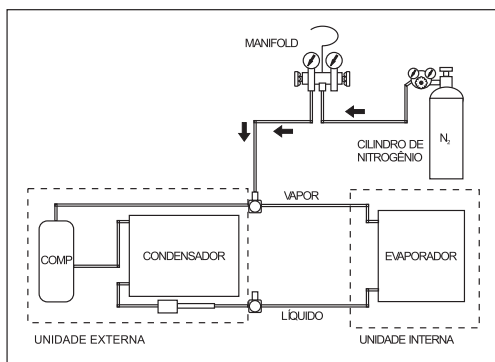 MANIFOLD
CILINDRO DE
NITROGÊNIO
N2
VAPOR
COMP
CONDENSADOR
EVAPORADOR
LÍQUIDO
UNIDADE EXTERNA
UNIDADE INTERNA